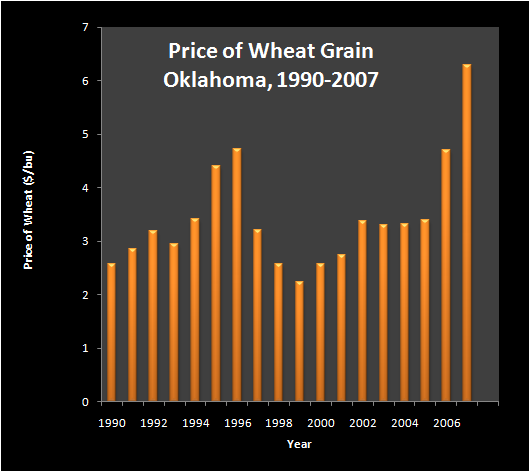 Price of Wheat Grain
Oklahoma, 1990-2007
Price of Wheat ($/bu)
7
6
5
4
3
2
1
0
1990 1992 1994 1996 1998 2000 2002 2004 2006
Year